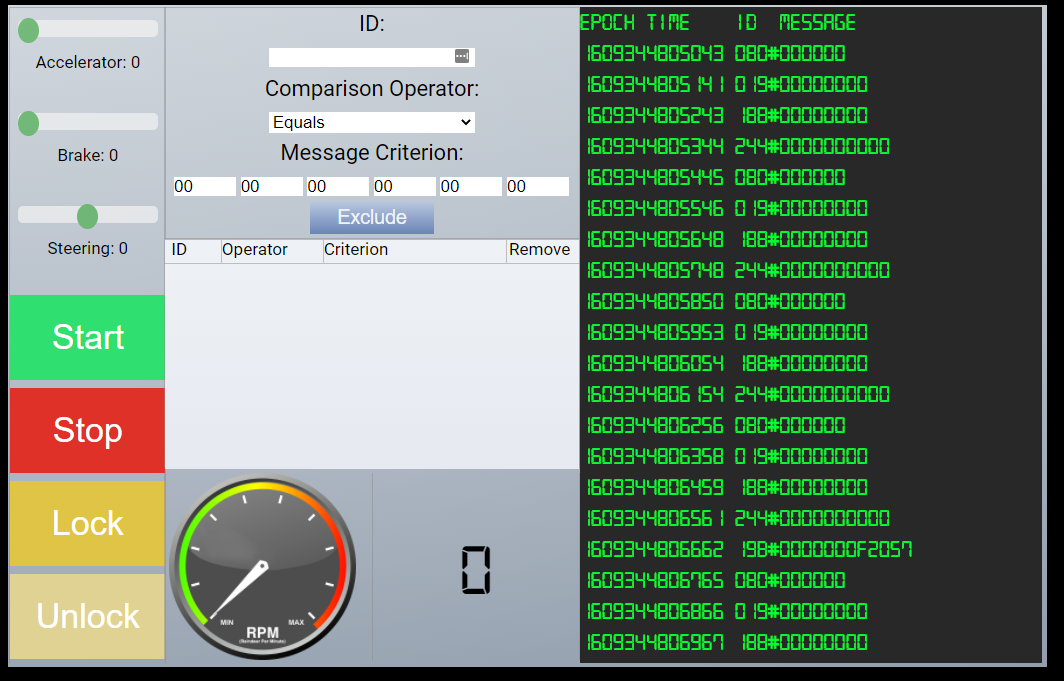 Accelerator: 0
Brake: 0
Steering: 0
Start
Stop
Lock
Unlock
ID:
Comparison Operator:
Equals
Message Criterion:
00 00 00 00 00 00
Exclude
ID Operator Criterion Remove
MIN MAX
RPM
(Reindeer Per Minute)
0
EPOCH TIME ID MESSAGE
1609344805043 080#000000
1609344805141 019#00000000
1609344805243 188#00000000
1609344805344 244#0000000000
1609344805445 080#000000
1609344805546 019#00000000
1609344805648 188#00000000
1609344805748 244#0000000000
1609344805850 080#000000
1609344805953 019#00000000
1609344806054 188#00000000
1609344806154 244#0000000000
1609344806256 080#000000
1609344806358 019#00000000
1609344806459 188#00000000
1609344806561 244#0000000000
1609344806662 19B#0000000F2057
1609344806765 080#000000
1609344806866 019#00000000
1609344806967 188#00000000